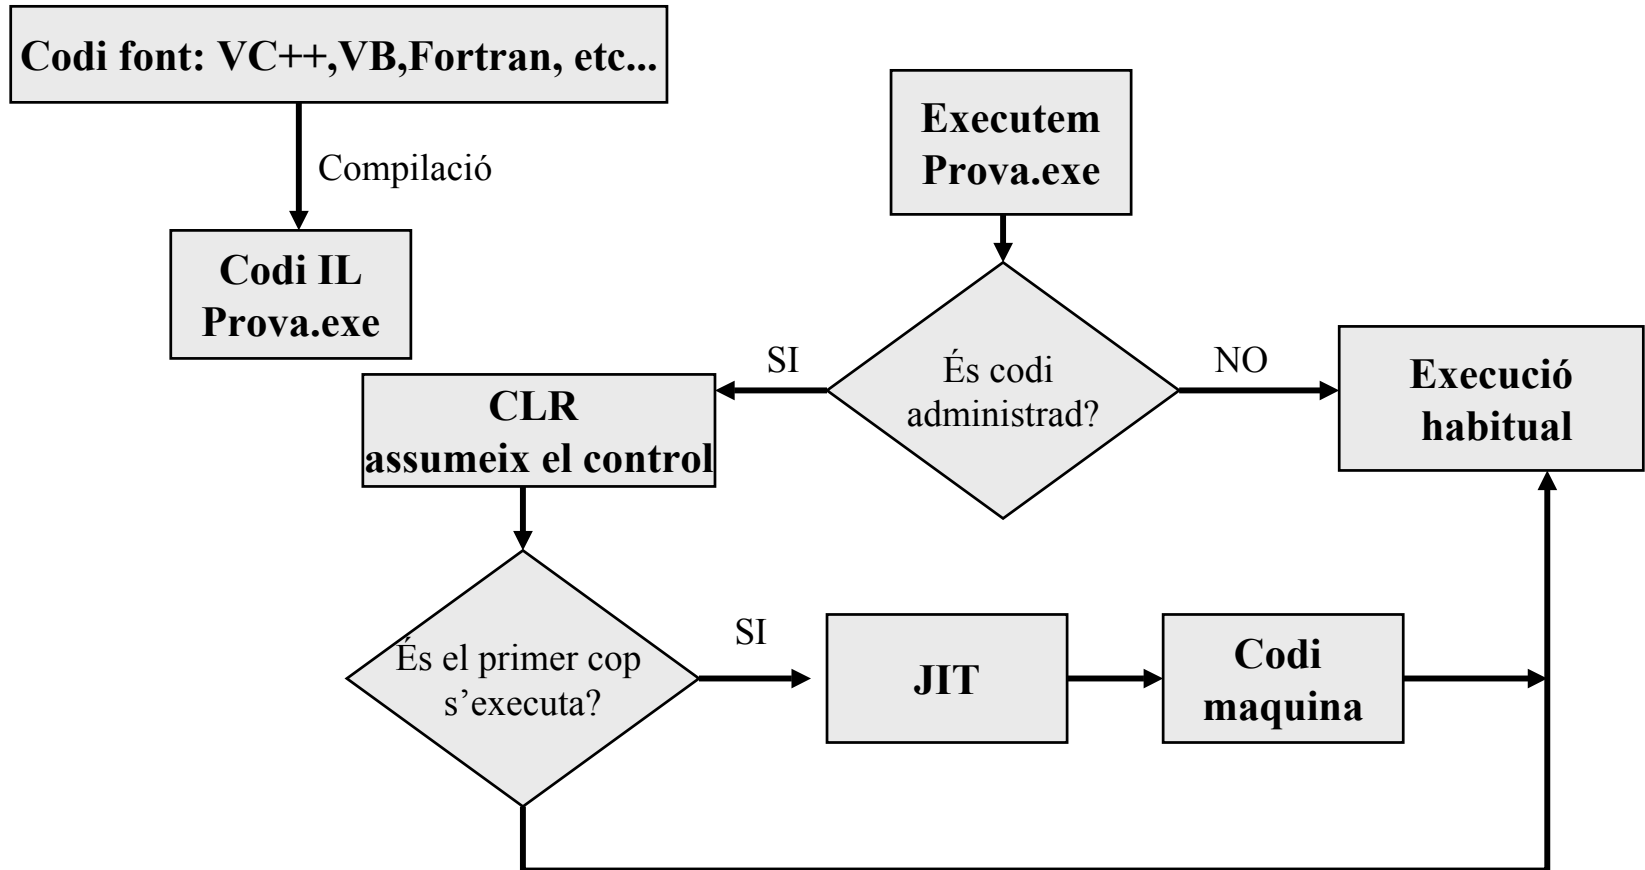 Codi font: VC++,VB,Fortran, etc...
Compilació
Codi IL
Prova.exe
Executem
Prova.exe
És codi
administrad?
SI
NO
Execució
habitual
CLR
assumeix el control
És el primer cop
s’executa?
SI
JIT
Codi
maquina